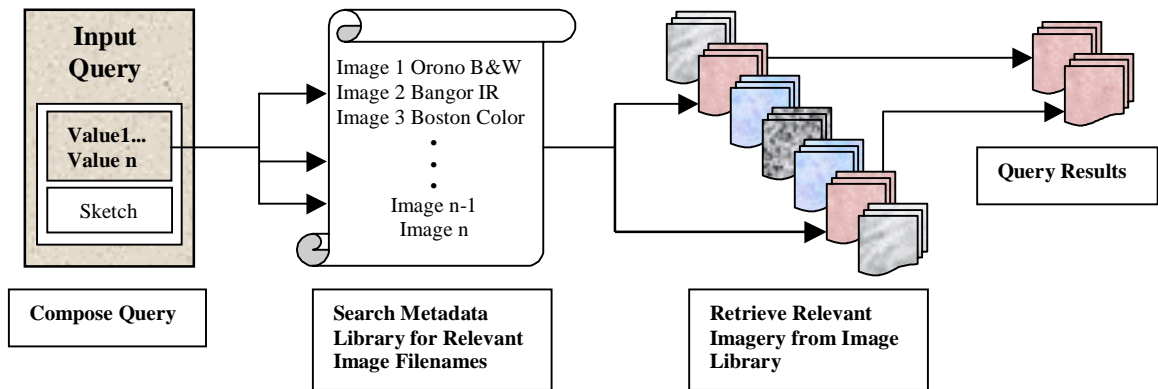 Input
Query
Value1...
Value n
Sketch
Compose Query
Image 1 Orono B&W
Image 2 Bangor IR
Image 3 Boston Color
Image n-1
Image n
Search Metadata
Library for Relevant
Image Filenames
Retrieve Relevant
Imagery from Image
Library
Query Results